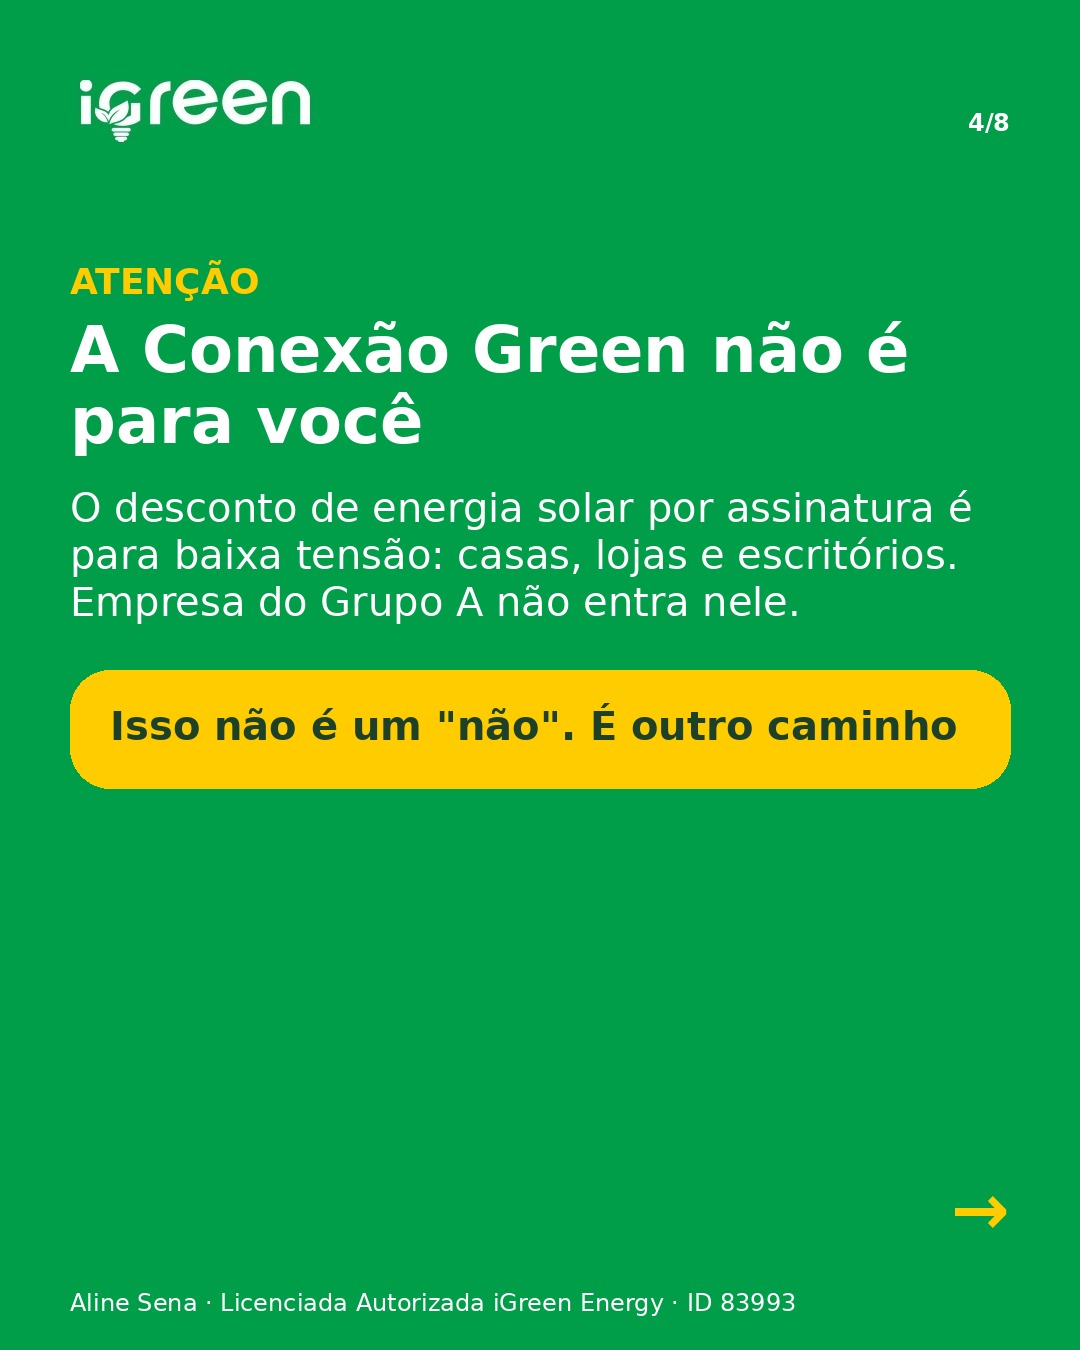 igreen
4/8
ATENÇÃO
A Conexão Green não é
para você
O desconto de energia solar por assinatura é
para baixa tensão: casas, lojas e escritórios.
Empresa do Grupo A não entra nele.
Isso não é um "não". É outro caminho
→
Aline Sena · Licenciada Autorizada iGreen Energy · ID 83993